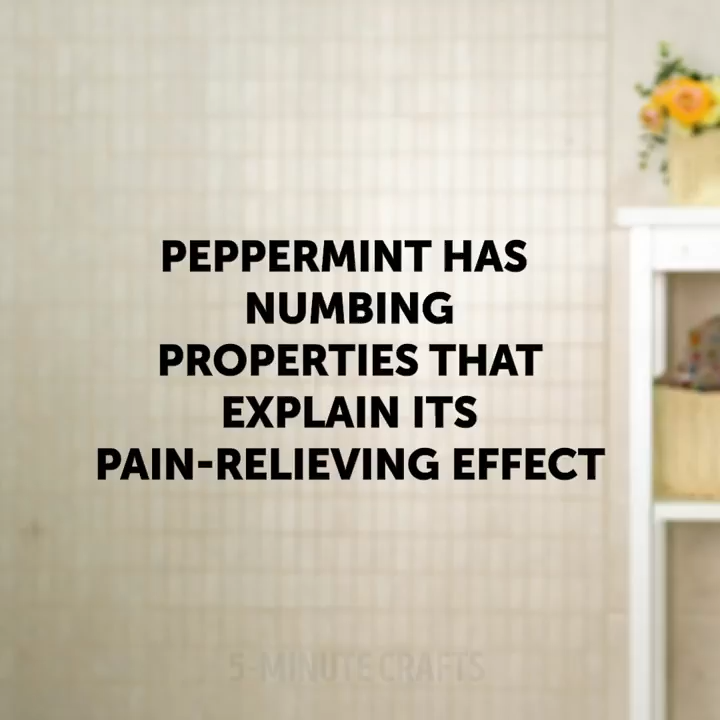 PEPPERMINT HAS
NUMBING
PROPERTIES THAT
EXPLAIN ITS
PAIN-RELIEVING EFFECT
5-MINUTE CRAFTS